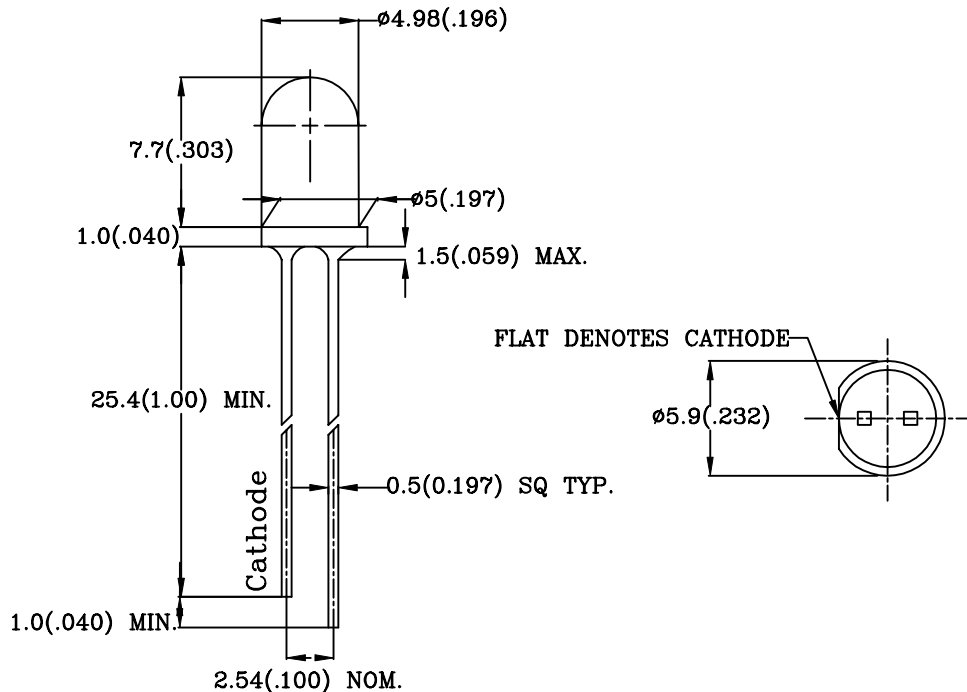 ø4.98(.196)
7.7(.303)
ø5(.197)
1.0(.040)
1.5(.059) MAX.
FLAT DENOTES CATHODE
25.4(1.00) MIN.
ø5.9(.232)
0.5(0.197) SQ TYP.
Cathode
1.0(.040) MIN.
2.54(.100) NOM.